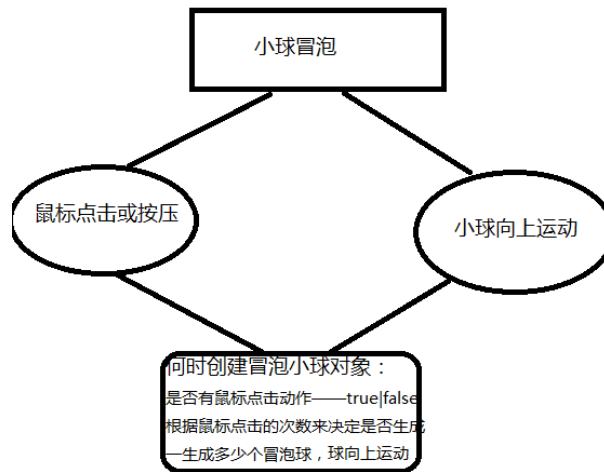 小球冒泡
鼠标点击或按压
小球向上运动
何时创建冒泡小球对象：
是否有鼠标点击动作——true|false
根据鼠标点击的次数来决定是否生成
—生成多少个冒泡球，球向上运动